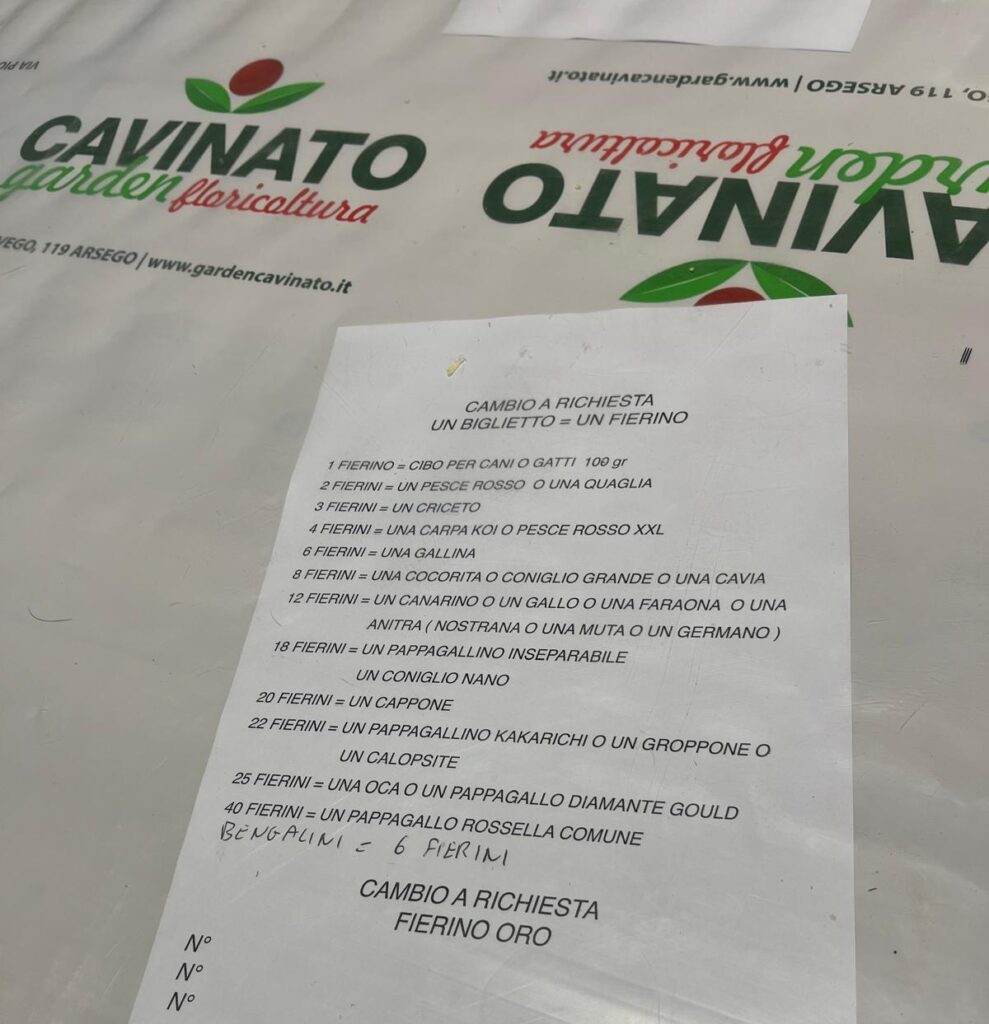 VIA PIO
CAVINATO
garden floricoltura
VEGO, 119 ARSEGO | www.gardencavinato.it
GO, 119 ARSEGO | www.gardencavinato.it
rden floricoltura
AVINATO
CAMBIO A RICHIESTA
UN BIGLIETTO = UN FIERINO
1 FIERINO = CIBO PER CANI O GATTI 100 gr
2 FIERINI = UN PESCE ROSSO O UNA QUAGLIA
3 FIERINI = UN CRICETO
4 FIERINI = UNA CARPA KOI O PESCE ROSSO XXL
6 FIERINI = UNA GALLINA
8 FIERINI = UNA COCORITA O CONIGLIO GRANDE O UNA CAVIA
12 FIERINI = UN CANARINO O UN GALLO O UNA FARAONA O UNA
ANITRA ( NOSTRANA O UNA MUTA O UN GERMANO )
18 FIERINI = UN PAPPAGALLINO INSEPARABILE
UN CONIGLIO NANO
20 FIERINI = UN CAPPONE
22 FIERINI = UN PAPPAGALLINO KAKARICHI O UN GROPPONE O
UN CALOPSITE
25 FIERINI = UNA OCA O UN PAPPAGALLO DIAMANTE GOULD
40 FIERINI = UN PAPPAGALLO ROSSELLA COMUNE
BENGALINI = 6 FIERINI
CAMBIO A RICHIESTA
FIERINO ORO
N°
N°
N°